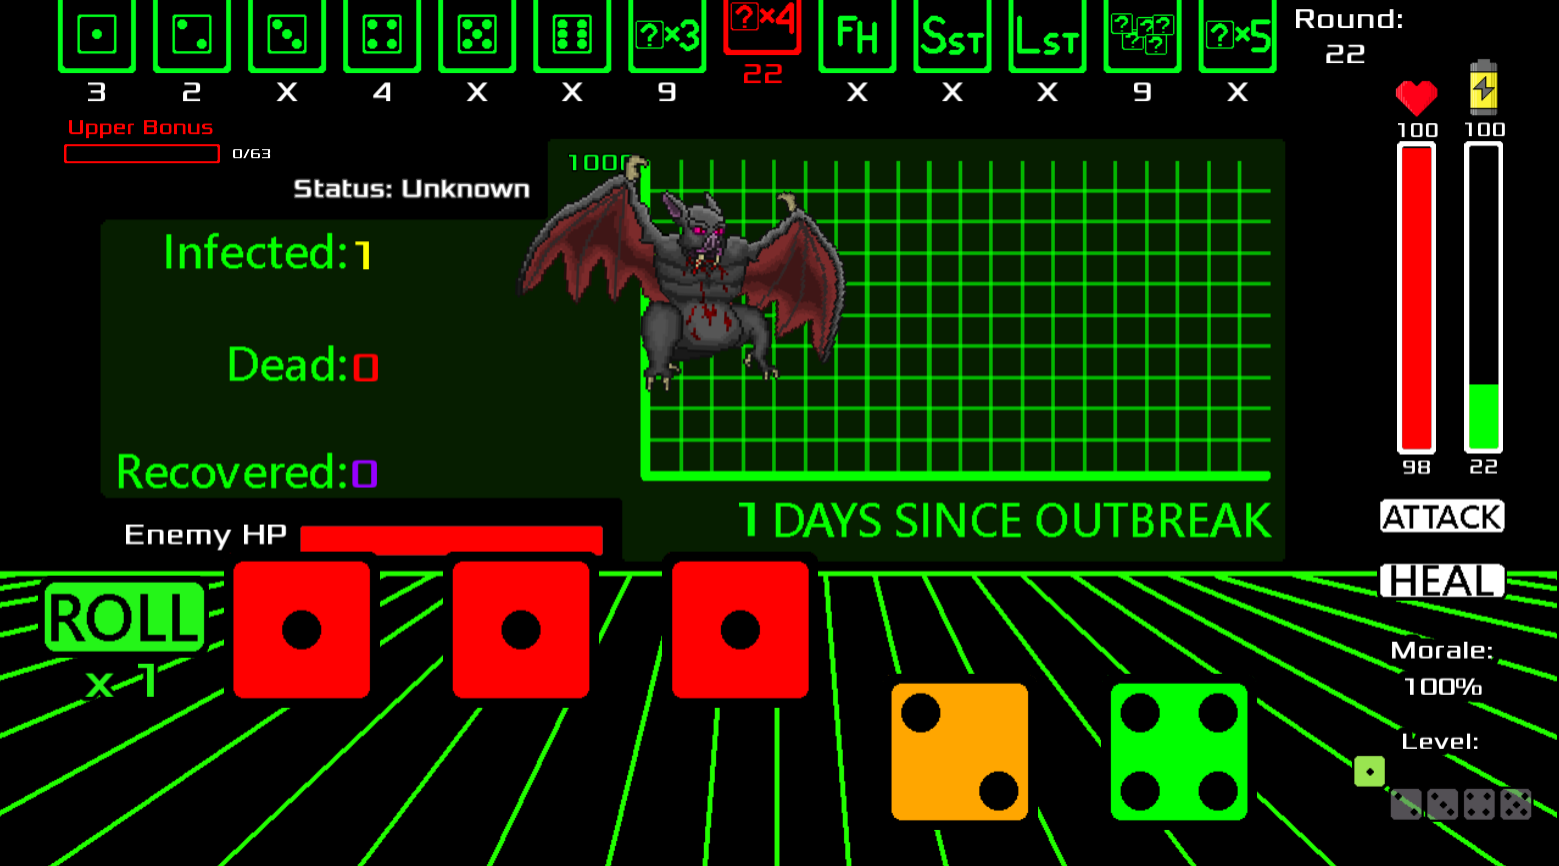 ?×3
?×4
FH
SST
LST
? ? ? ? ?
?×5
Round:
22
3
2
X
4
X
X
9
22
X
X
X
9
X
Upper Bonus
0/63
Status: Unknown
100
100
Infected:1
Dead:0
Recovered:0
1 DAYS SINCE OUTBREAK
98
22
ATTACK
Enemy HP
HEAL
ROLL
x 1
Morale:
100%
Level: